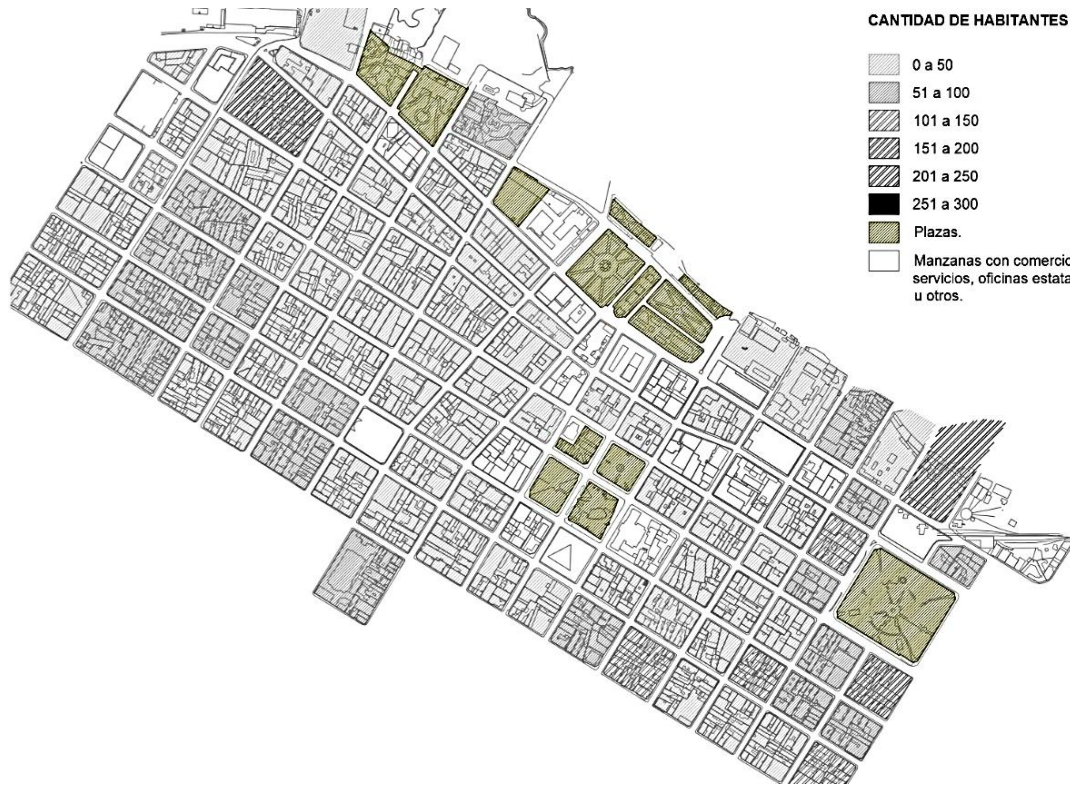 CANTIDAD DE HABITANTES
0 a 50
51 a 100
101 a 150
151 a 200
201 a 250
251 a 300
Plazas.
Manzanas con comercio
servicios, oficinas estata
u otros.